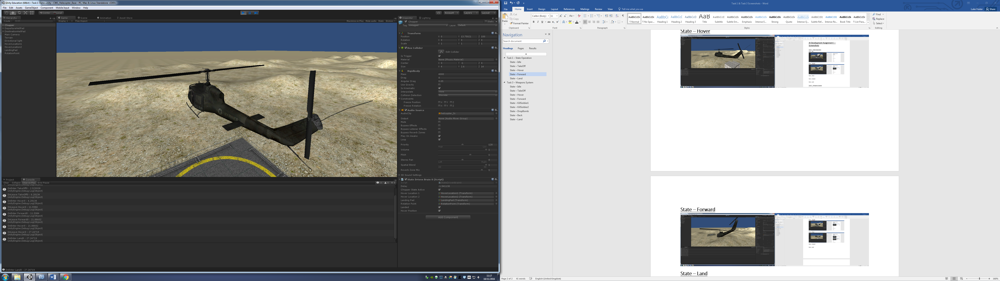 Unity Education (64bit) - Task 1 States.unity - CW1_Helecopter_Base - PC, Mac & Linux Standalone <DX9>
File Edit Assets GameObject Component Mobile Input Window Help
Center Local
Account Layers Layout
Hierarchy
Create
Chopper
DepartureHeliPad
DestinationHeliPad
Main Camera
Terrain
Directional light
HoverLocation1
HoverLocation2
LandingPad
RotationPoint
Game Scene Animation Asset Store
Display 1 Free Aspect Maximize on Play Mute audio Stats Gizmos
MARINES
Inspector Lighting
Chopper Static
Tag Untagged Layer Default
Transform
Position X 0 Y 13.75021 Z 100
Rotation X 0 Y 0 Z 0
Scale X 1 Y 1 Z 1
Box Collider
Edit Collider
Is Trigger
Material None (Physic Material)
Center X 0 Y -1 Z 0
Size X 4 Y 2.6 Z 14
Rigidbody
Mass 4000
Drag 0
Angular Drag 0.05
Use Gravity
Is Kinematic
Interpolate None
Collision Detection Discrete
Constraints
Freeze Position X Y Z
Freeze Rotation X Y Z
Audio Source
AudioClip helicopter_fx
Output None (Audio Mixer Group)
Mute
Bypass Effects
Bypass Listener Effects
Bypass Reverb Zones
Play On Awake
Loop
Priority 128
High Low
Volume 1
Pitch 1
Stereo Pan 0
Left Right
Spatial Blend 1
2D 3D
Reverb Zone Mix 1
3D Sound Settings
State Driven Brain 0 (Script)
Script StateDrivenBrain0
Delay -1.541138
Chopper State Active
Hover Location 1 HoverLocation1 (Transform)
Hover Location 2 HoverLocation2 (Transform)
Landing Pad LandingPad (Transform)
Rotation Point RotationPoint (Transform)
Landed
Hover Position
Add Component
Project Console
Clear Collapse Clear on Play Error Pause 11 0 0
UnityEngine.Debug:Log(Object)
OnEnter TakeOff0 : 2.529938
UnityEngine.Debug:Log(Object)
OnLeave TakeOff0 : 6.28134
UnityEngine.Debug:Log(Object)
OnEnter Hover0 : 6.28134
UnityEngine.Debug:Log(Object)
OnLeave Hover0 : 11.5984
UnityEngine.Debug:Log(Object)
OnEnter Forward0 : 11.5984
UnityEngine.Debug:Log(Object)
OnLeave Forward0 : 21.88602
UnityEngine.Debug:Log(Object)
OnEnter Hover0 : 21.88602
UnityEngine.Debug:Log(Object)
OnLeave Hover0 : 27.24719
UnityEngine.Debug:Log(Object)
OnEnter Land0 : 27.24719
UnityEngine.Debug:Log(Object)
OnEnter Land0 : 27.24719
11:17
18/11/2016
Task 1 & Task 3 Screenshots - Word
File Home Insert Design Layout References Mailings Review View Tell me what you wa Luke Foster Share
Paste
Cut
Copy
Format Painter
Clipboard
Calibri (Body) 11
Font
Paragraph
¶ Normal ¶ No Spac... Heading 1 Heading 2 Heading 3 Title Subtitle Subtle Em... Emphasis Intense E... Strong Quote Intense Q... Subtle Ref... Intense Re... Book Title ¶ List Para...
Styles
Find
Replace
Select
Editing
Navigation
Search document
Headings Pages Results
Task 1 – State Operation
State – Idle
State – TakeOff
State – Hover
State – Forward
State – Land
Task 3 – Weapons System
State – Idle
State – TakeOff
State – Hover
State – Forward
State – KillSoldier1
State – KillSoldier2
State – DropBomb
State – Back
State – Land
State – Hover
AI Development Assignment 1 –
Screenshots
State – Forward
State – Land
Page 2 of 2 41 words English (United Kingdom) 160%